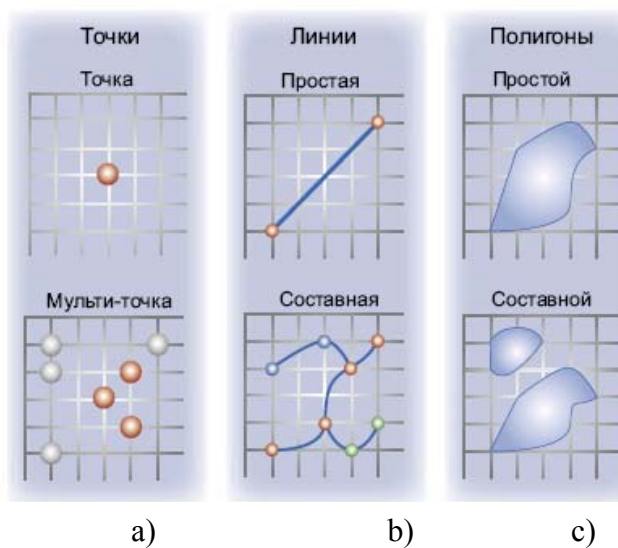 Точки
Линии
Полигоны
Точка
Простая
Простой
Мульти-точка
Составная
Составной
a)
b)
c)